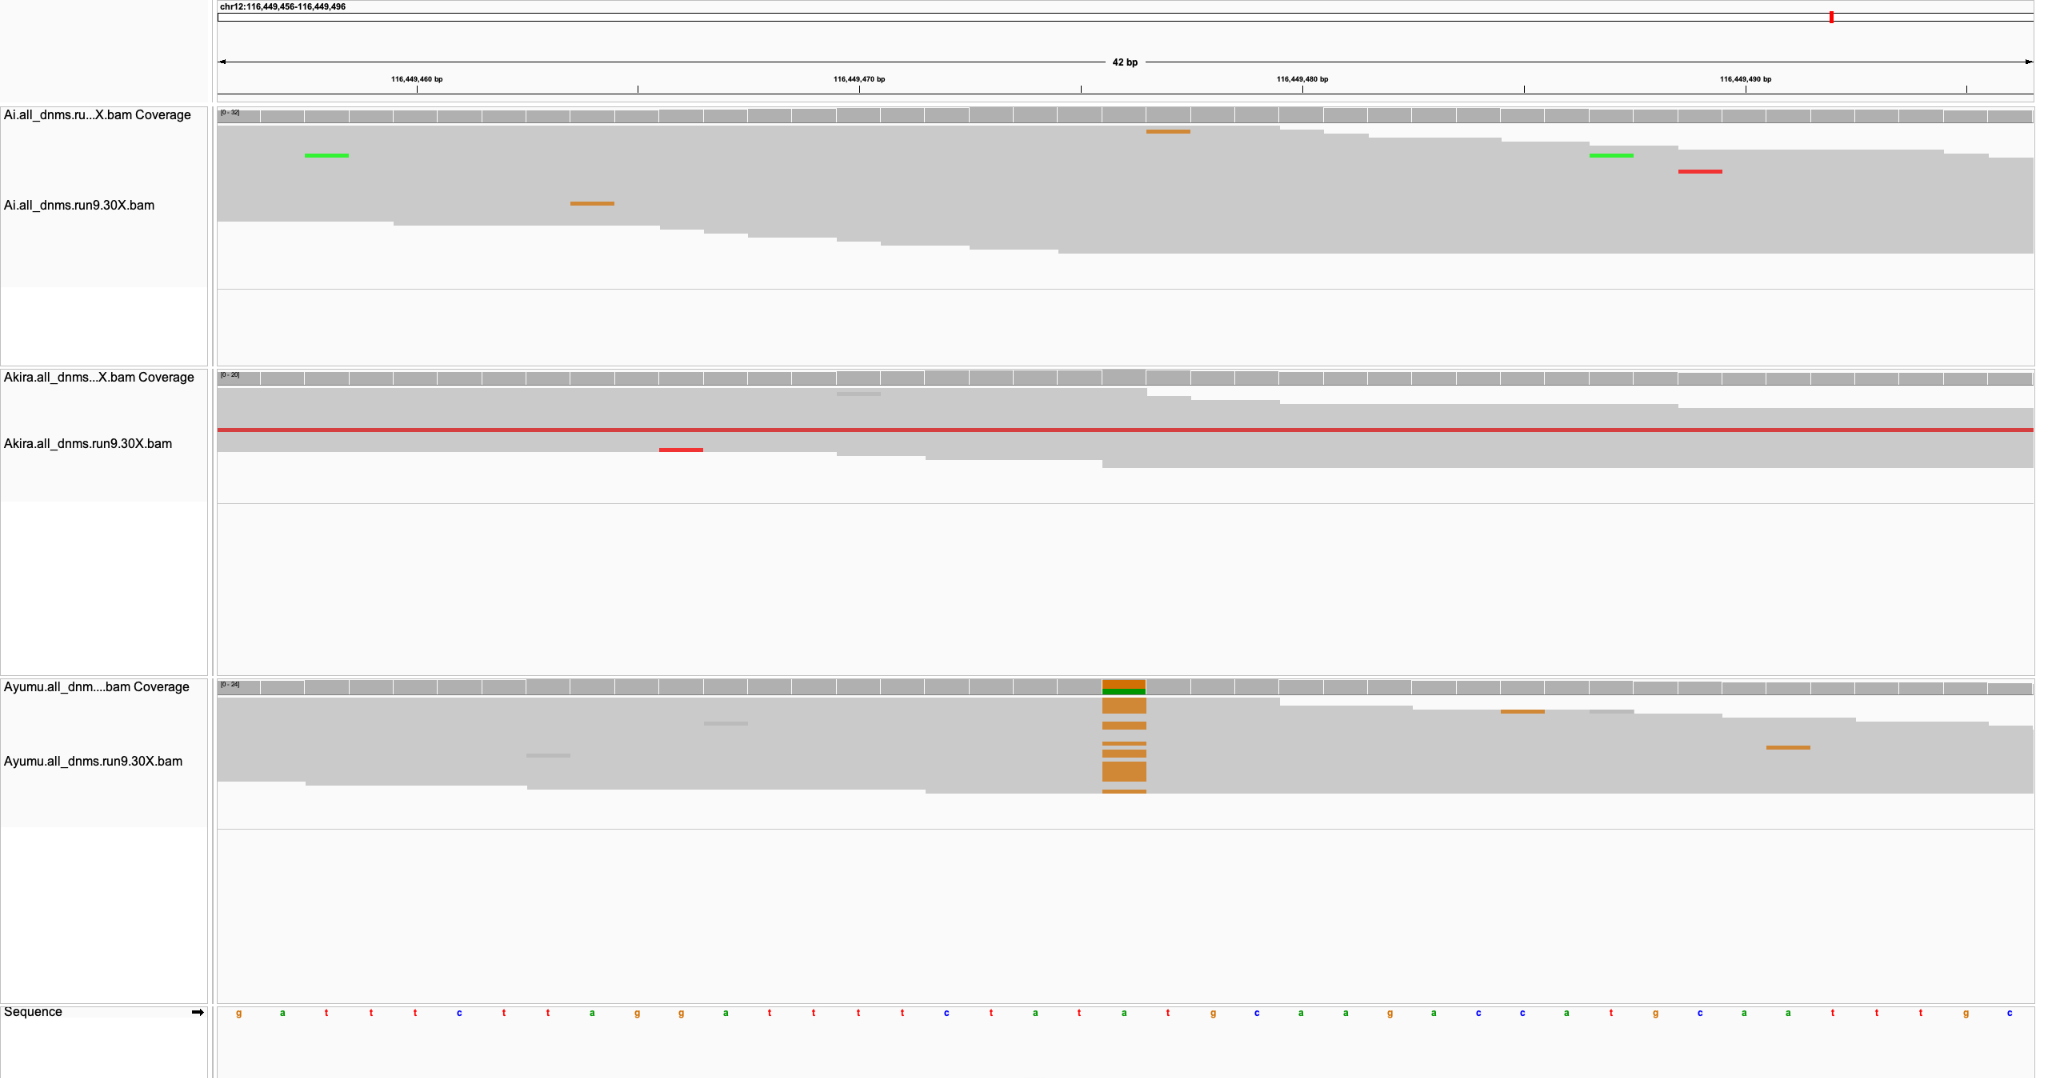 chr12:116,449,456-116,449,496
42 bp
116,449,460 bp 116,449,470 bp 116,449,480 bp 116,449,490 bp
Ai.all_dnms.ru...X.bam Coverage
[0 - 32]
Ai.all_dnms.run9.30X.bam
Akira.all_dnms...X.bam Coverage
[0 - 20]
Akira.all_dnms.run9.30X.bam
Ayumu.all_dnm....bam Coverage
[0 - 24]
Ayumu.all_dnms.run9.30X.bam
Sequence
g a t t t c t t a g g a t t t t c t a t a t g c a a g a c c a t g c a a t t t g c